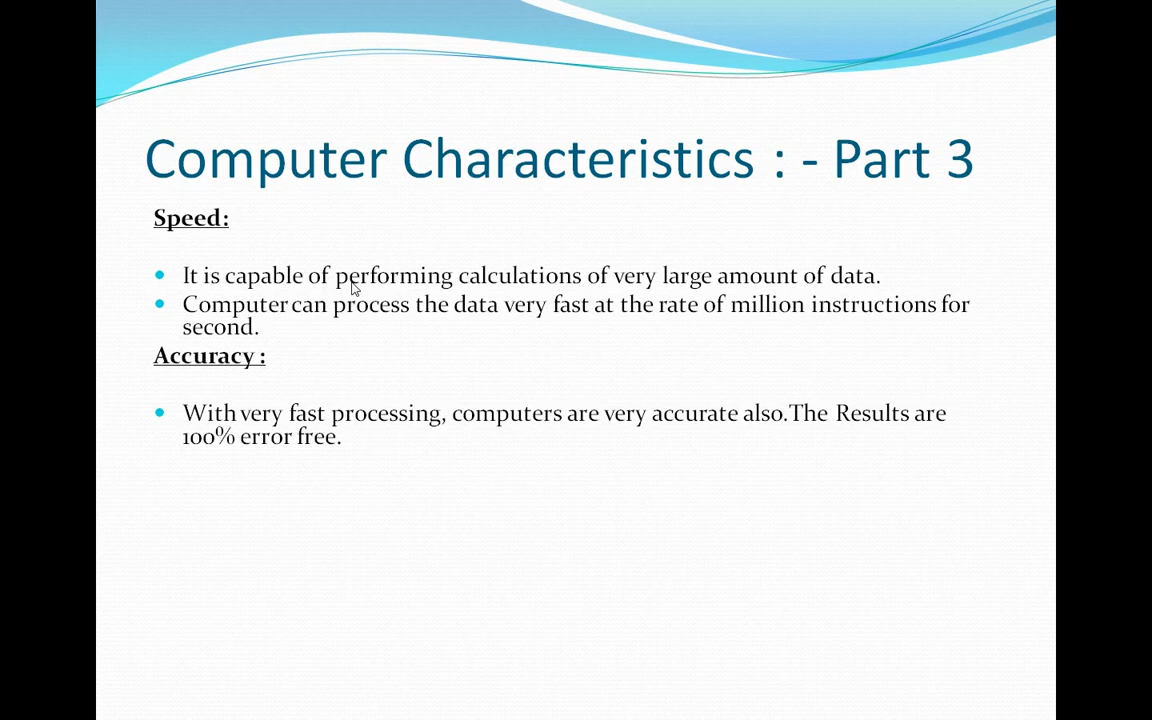 Computer Characteristics : - Part 3
Speed:
It is capable of performing calculations of very large amount of data.
Computer can process the data very fast at the rate of million instructions for
second.
Accuracy :
With very fast processing, computers are very accurate also.The Results are
100% error free.